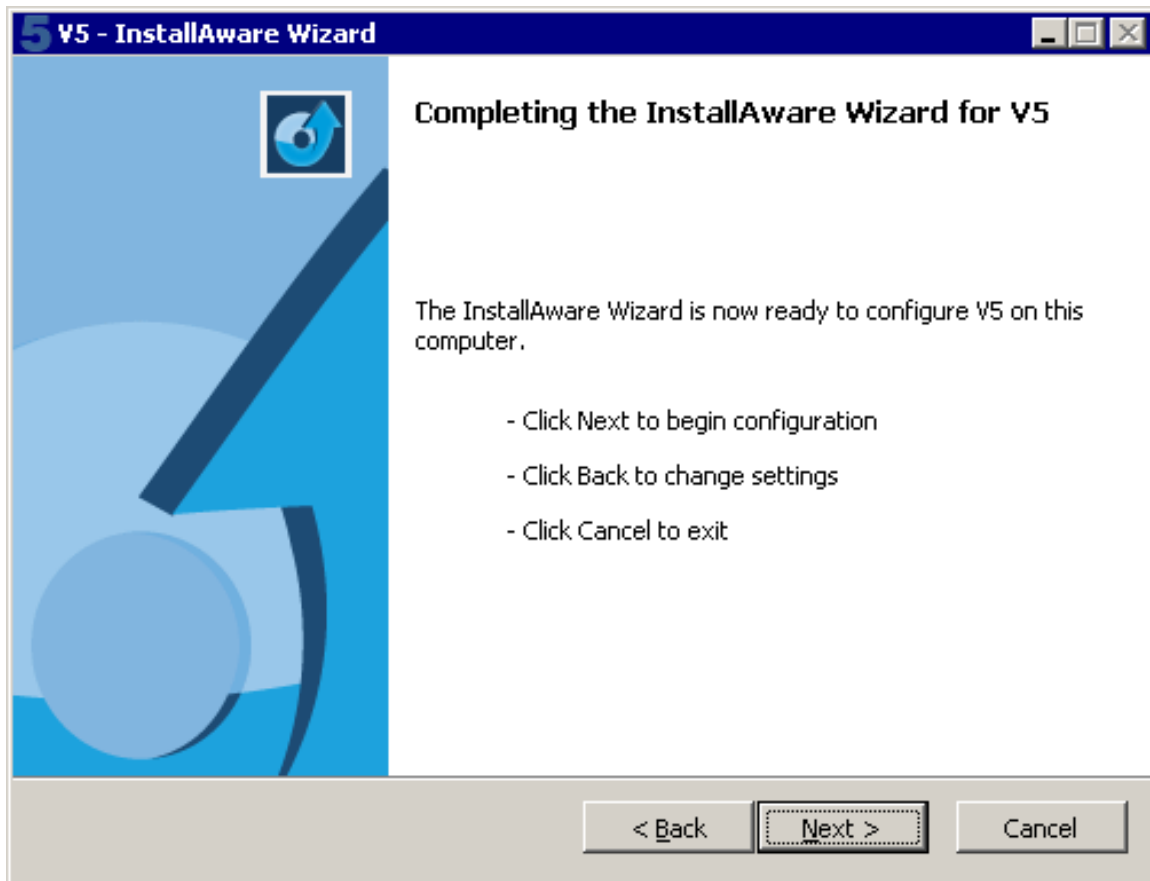 5 V5 - InstallAware Wizard
Completing the InstallAware Wizard for V5
The InstallAware Wizard is now ready to configure V5 on this
computer.
- Click Next to begin configuration
- Click Back to change settings
- Click Cancel to exit
< Back Next > Cancel